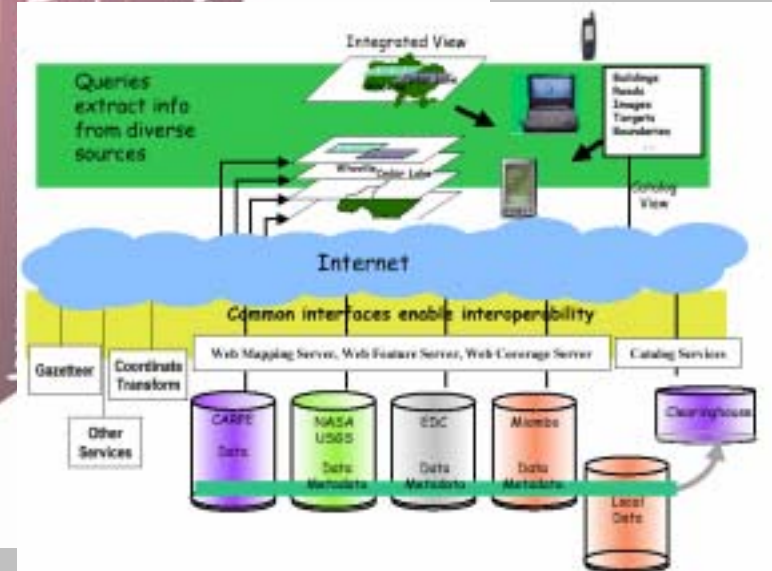 Integrated View
Queries
extract info
from diverse
sources
Buildings
Roads
Images
Targets
Boundaries
...
Cedar Lake
Catalog
View
Internet
Common interfaces enable interoperability
Gazetteer
Coordinate
Transform
Other
Services
Web Mapping Server, Web Feature Server, Web Coverage Server
Catalog Services
CARPE
Data
NASA
USGS
Data
Metadata
EDC
Data
Metadata
Miombo
Data
Metadata
Local
Data
Clearinghouse